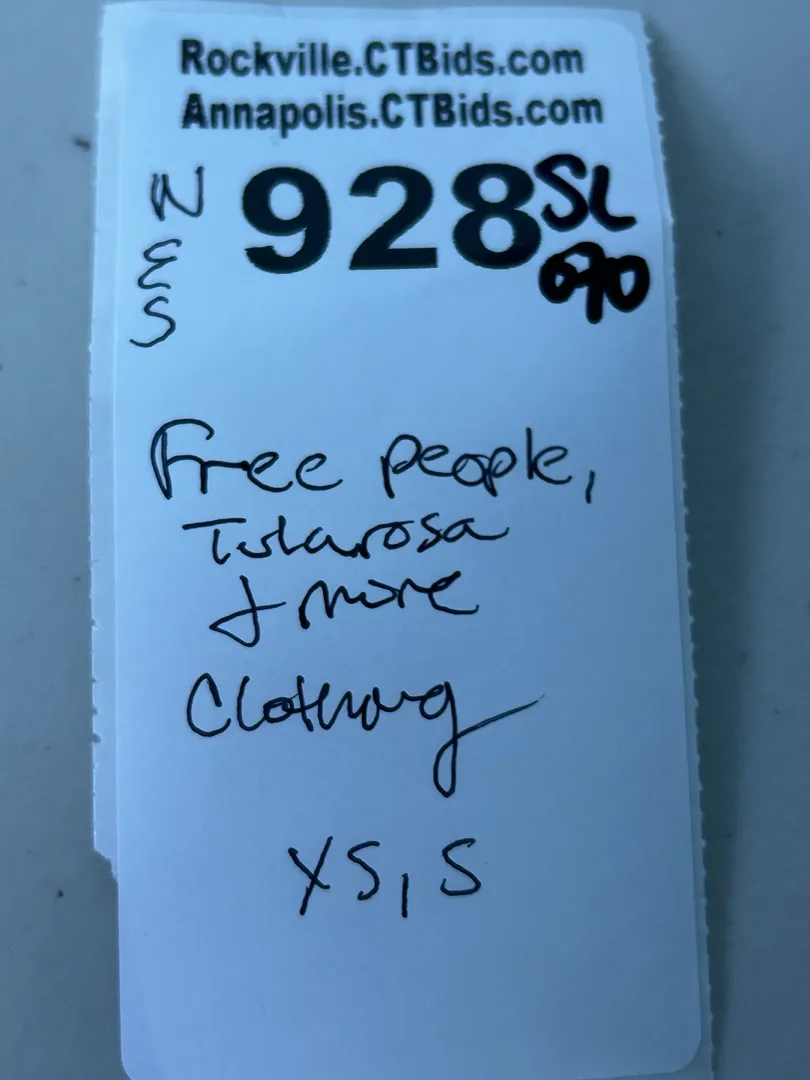 Rockville.CTBids.com
Annapolis.CTBids.com
N
E
S
928
SL
Free people,
Tularosa
& more
Clothing
XS, S